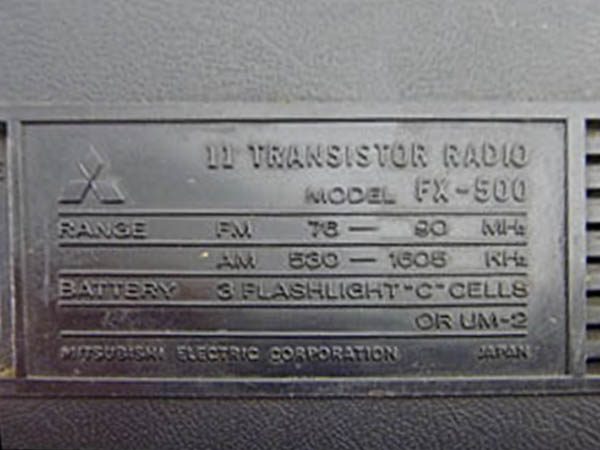 11 TRANSISTOR RADIO
MODEL FX-500
RANGE FM 76 — 90 MHz
AM 530 — 1605 KHz
BATTERY 3 FLASHLIGHT "C" CELLS
OR UM-2
MITSUBISHI ELECTRIC CORPORATION JAPAN